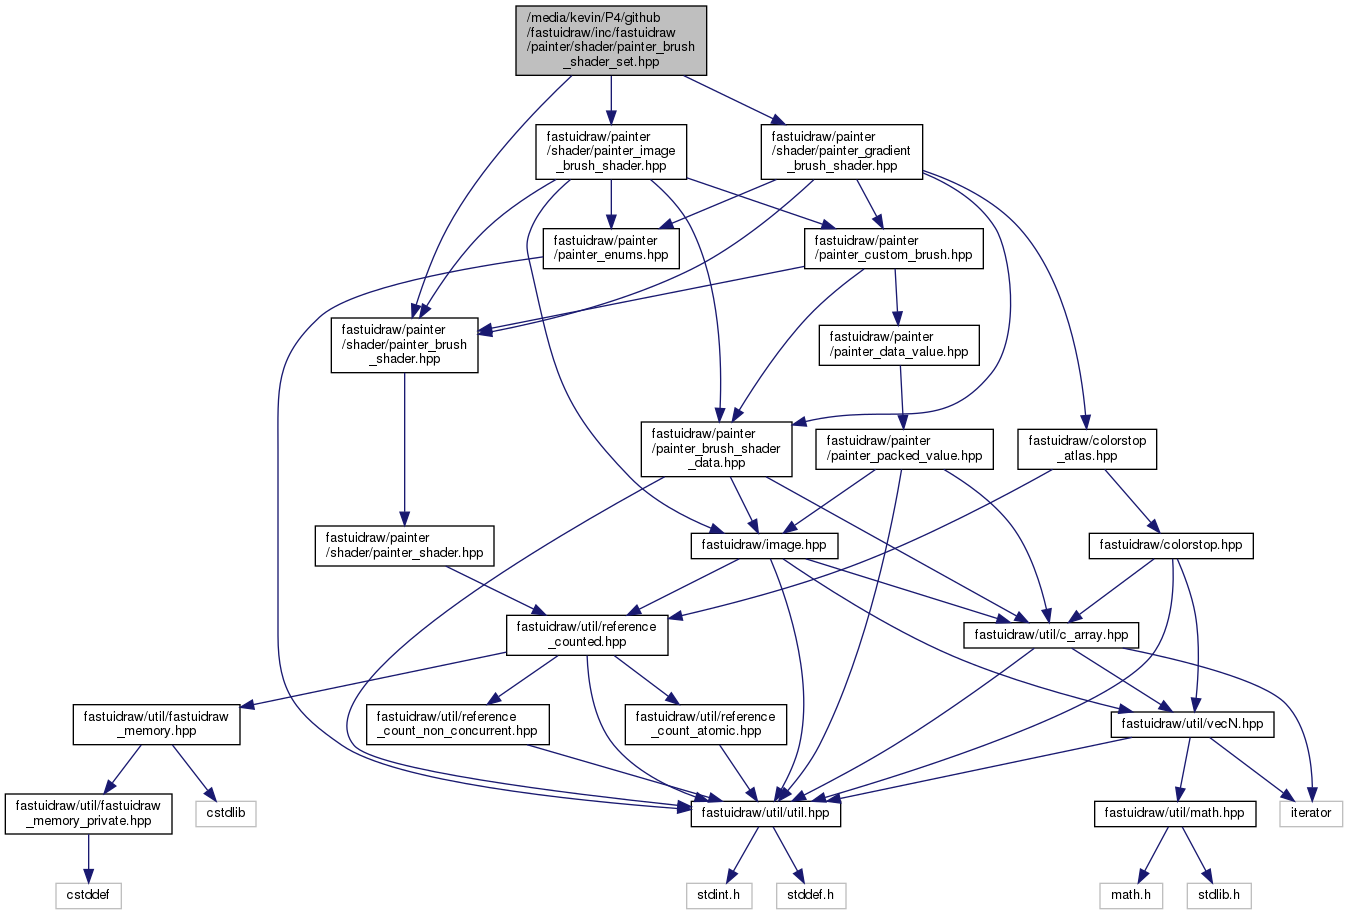 /media/kevin/P4/github
/fastuidraw/inc/fastuidraw
/painter/shader/painter_brush
_shader_set.hpp
fastuidraw/painter
/shader/painter_image
_brush_shader.hpp
fastuidraw/painter
/shader/painter_gradient
_brush_shader.hpp
fastuidraw/painter
/painter_enums.hpp
fastuidraw/painter
/painter_custom_brush.hpp
fastuidraw/painter
/shader/painter_brush
_shader.hpp
fastuidraw/painter
/painter_data_value.hpp
fastuidraw/painter
/painter_brush_shader
_data.hpp
fastuidraw/painter
/painter_packed_value.hpp
fastuidraw/colorstop
_atlas.hpp
fastuidraw/painter
/shader/painter_shader.hpp
fastuidraw/image.hpp
fastuidraw/colorstop.hpp
fastuidraw/util/reference
_counted.hpp
fastuidraw/util/c_array.hpp
fastuidraw/util/fastuidraw
_memory.hpp
fastuidraw/util/reference
_count_non_concurrent.hpp
fastuidraw/util/reference
_count_atomic.hpp
fastuidraw/util/vecN.hpp
fastuidraw/util/fastuidraw
_memory_private.hpp
cstdlib
fastuidraw/util/util.hpp
fastuidraw/util/math.hpp
iterator
cstddef
stdint.h
stddef.h
math.h
stdlib.h